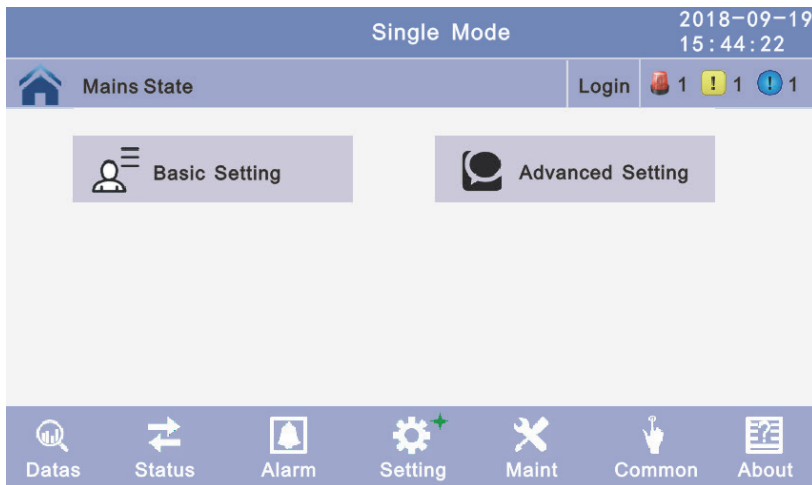 Single Mode
2018-09-19
15:44:22
Mains State
Login
1
! 1
! 1
Basic Setting
Advanced Setting
Datas
Status
Alarm
Setting
Maint
Common
?
About